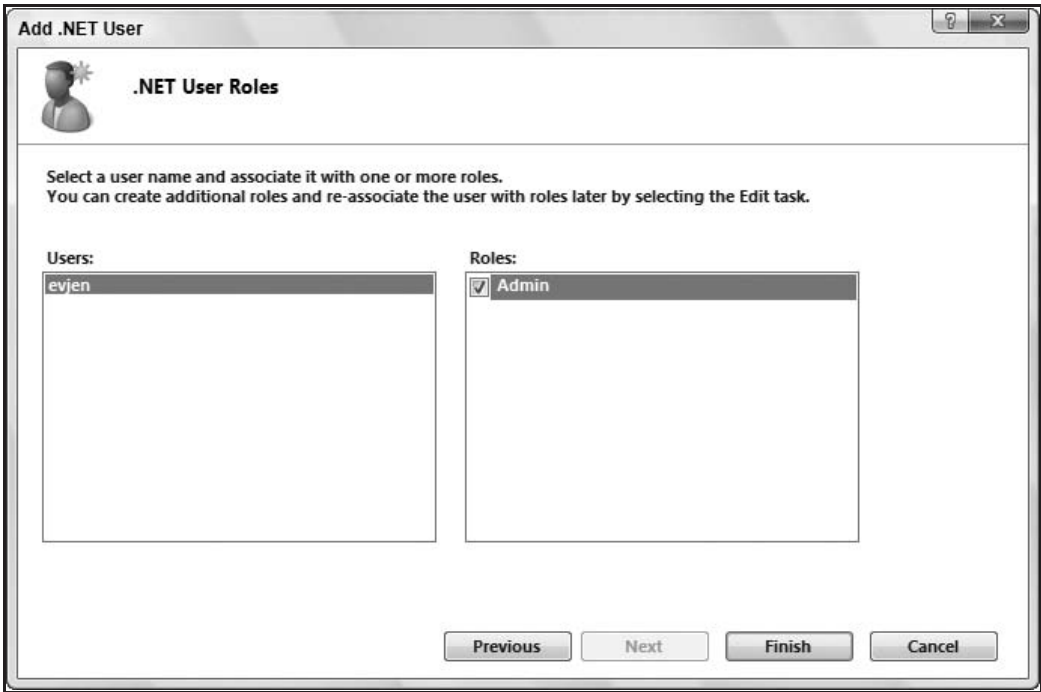 Add .NET User
.NET User Roles
Select a user name and associate it with one or more roles.
You can create additional roles and re-associate the user with roles later by selecting the Edit task.
Users:
Roles:
evjen
Admin
Previous
Next
Finish
Cancel